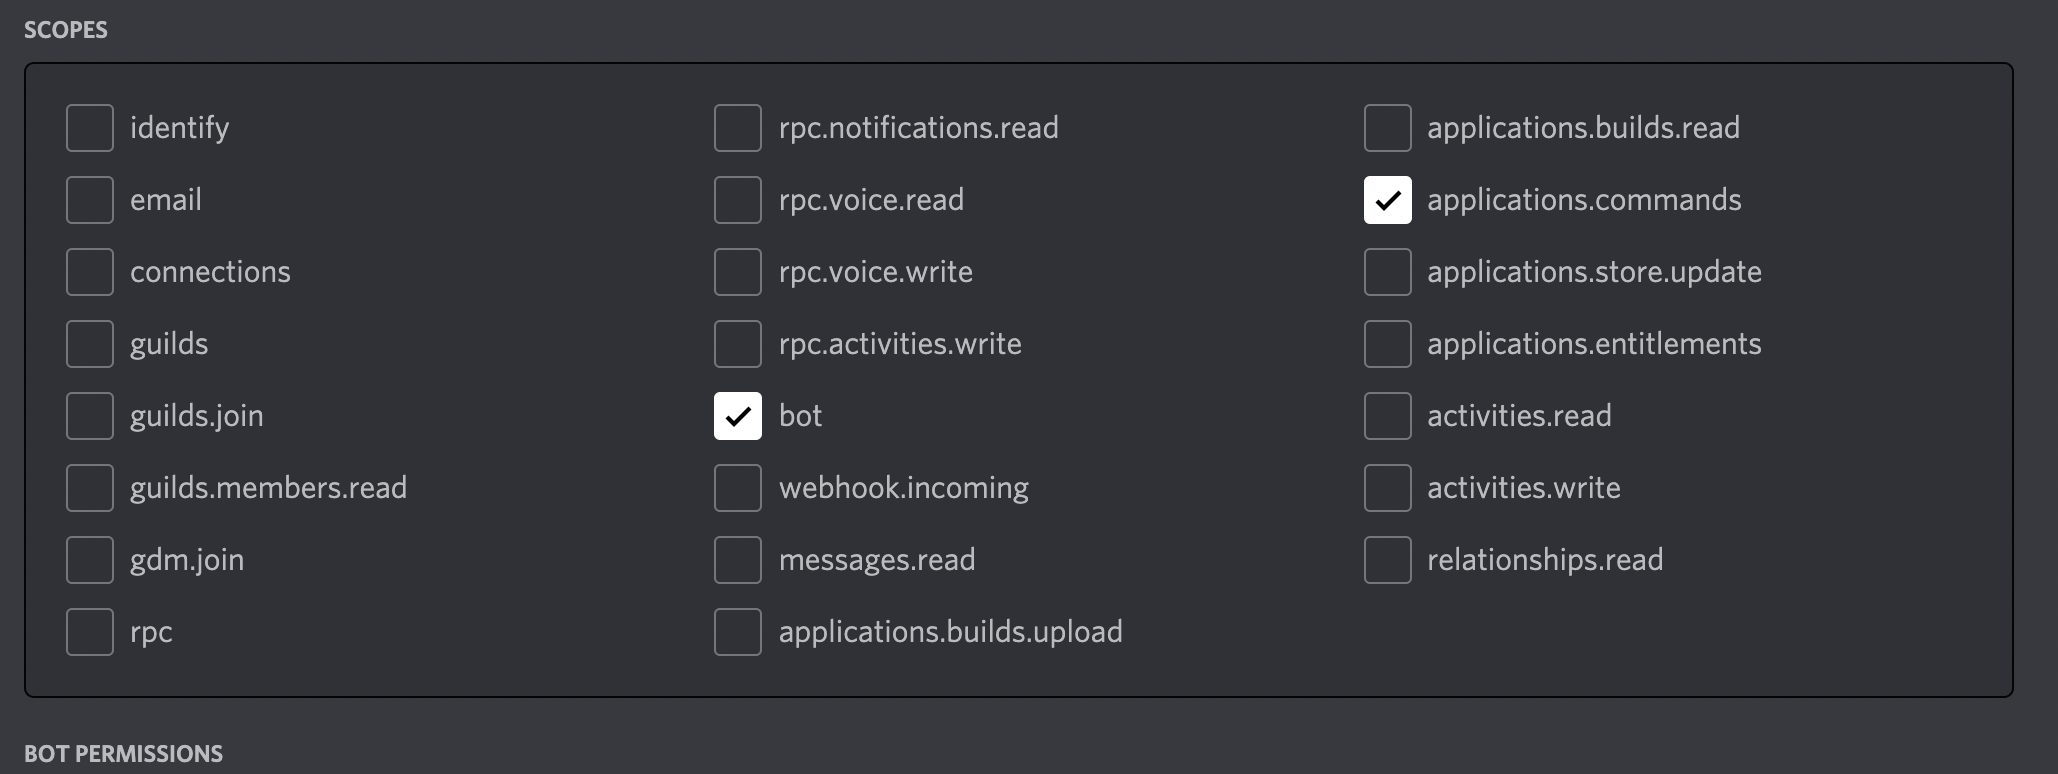 SCOPES
identify
email
connections
guilds
guilds.join
guilds.members.read
gdm.join
rpc
rpc.notifications.read
rpc.voice.read
rpc.voice.write
rpc.activities.write
bot
webhook.incoming
messages.read
applications.builds.upload
applications.builds.read
applications.commands
applications.store.update
applications.entitlements
activities.read
activities.write
relationships.read
BOT PERMISSIONS